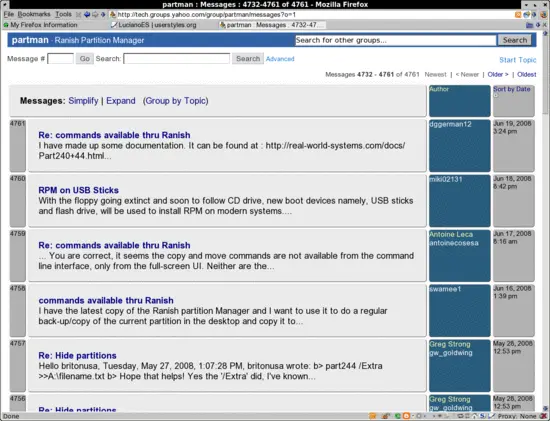 partman : Messages : 4732-4761 of 4761 - Mozilla Firefox
File Bookmarks Tools
http://tech.groups.yahoo.com/group/partman/messages?o=1
My Firefox Information
LucianoES | userstyles.org
partman : Messages : 4732-47...
partman · Ranish Partition Manager
Search for other groups...
Search
Message #
Go
Search:
Search
Advanced
Start Topic
Messages 4732 - 4761 of 4761 Newest | < Newer | Older > | Oldest
Messages: Simplify | Expand (Group by Topic)
Author
Sort by Date
4761
Re: commands available thru Ranish
I have made up some documentation. It can be found at : http://real-world-systems.com/docs/
Part240+44.html...
dggerman12
Jun 19, 2008
3:24 pm
4760
RPM on USB Sticks
With the floppy going extinct and soon to follow CD drive, new boot devices namely, USB sticks
and flash drive, will be used to install RPM on modern systems....
miki02131
Jun 18, 2008
8:42 pm
4759
Re: commands available thru Ranish
... You are correct, it seems the copy and move commands are not available from the command
line interface, only from the full-screen UI. Neither are the...
Antoine Leca
antoinecosesa
Jun 17, 2008
8:16 am
4758
commands available thru Ranish
I have the latest copy of the Ranish partition Manager and I want to use it to do a regular
back-up/copy of the current partition in the desktop and copy it to...
swamee1
Jun 16, 2008
1:39 pm
4757
Re: Hide partitions
Hello britonusa, Tuesday, May 27, 2008, 1:07:28 PM, britonusa wrote: b> part244 /Extra
>>A:\filename.txt b> Hope that helps! Yes the '/Extra' did, I've known...
Greg Strong
gw_goldwing
May 28, 2008
12:53 pm
4756
Re: Hide partitions
Greg Strong
gw_goldwing
May 28, 2008
12:53 pm
Done
Proxy: None